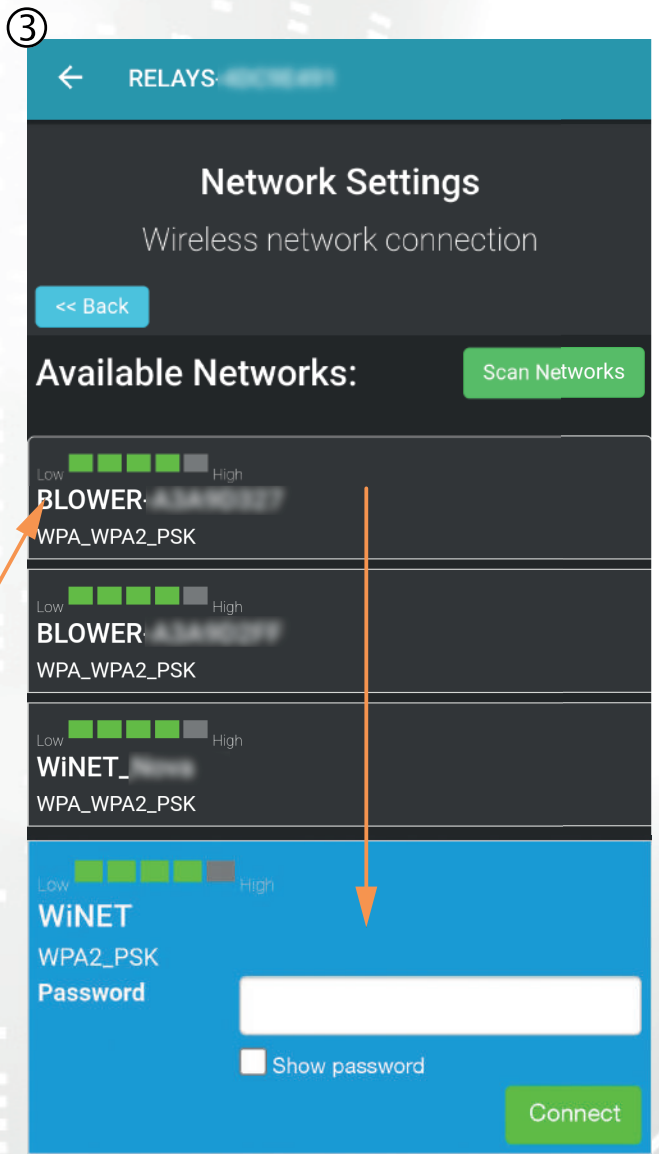 ③
← RELAYS-
Network Settings
Wireless network connection
<< Back
Available Networks:
Scan Networks
Low High
BLOWER-
WPA_WPA2_PSK
Low High
BLOWER-
WPA_WPA2_PSK
Low High
WiNET_
WPA_WPA2_PSK
Low High
WiNET
WPA2_PSK
Password
Show password
Connect